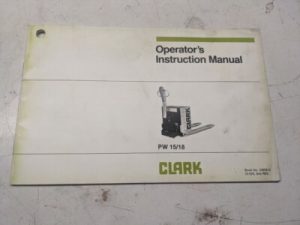 Operator's
Instruction Manual
PW 15/18
CLARK